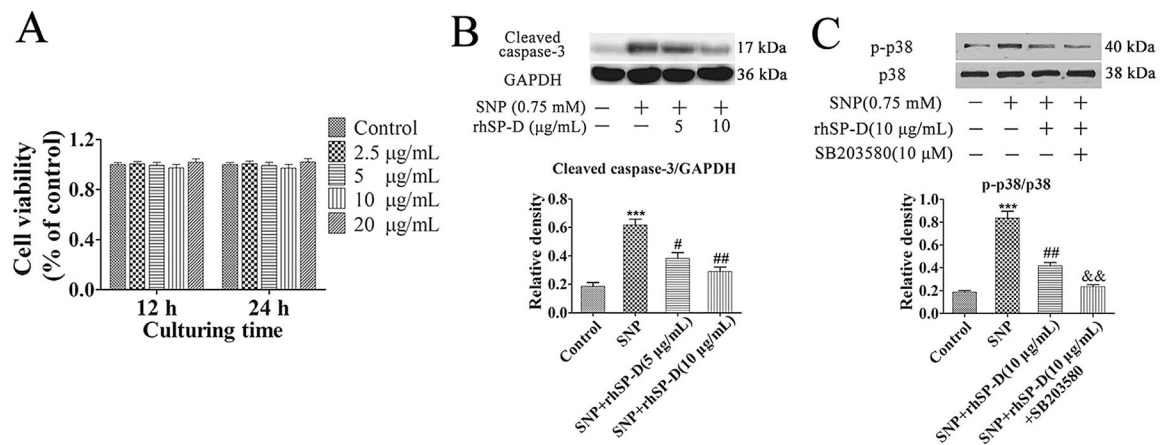 A
Cell viability
(% of control)
1.2
0.8
0.4
0.0
12 h
24 h
Culturing time
Control
2.5 μg/mL
5 μg/mL
10 μg/mL
20 μg/mL
B
Cleaved
caspase-3
17 kDa
GAPDH
36 kDa
SNP (0.75 mM) — + + +
rhSP-D (μg/mL) 5 10
Cleaved caspase-3/GAPDH
Relative density
0.8
0.6
0.4
0.2
0.0
***
#
##
Control
SNP
SNP+rhSP-D(5 μg/mL)
SNP+rhSP-D(10 μg/mL)
C
p-p38
40 kDa
p38
38 kDa
SNP(0.75 mM) — + + +
rhSP-D(10 μg/mL) — — + +
SB203580(10 μM) — — — +
p-p38/p38
Relative density
1.0
0.8
0.6
0.4
0.2
0.0
***
##
&&
Control
SNP
SNP+rhSP-D(10 μg/mL)
SNP+rhSP-D(10 μg/mL)
+SB203580